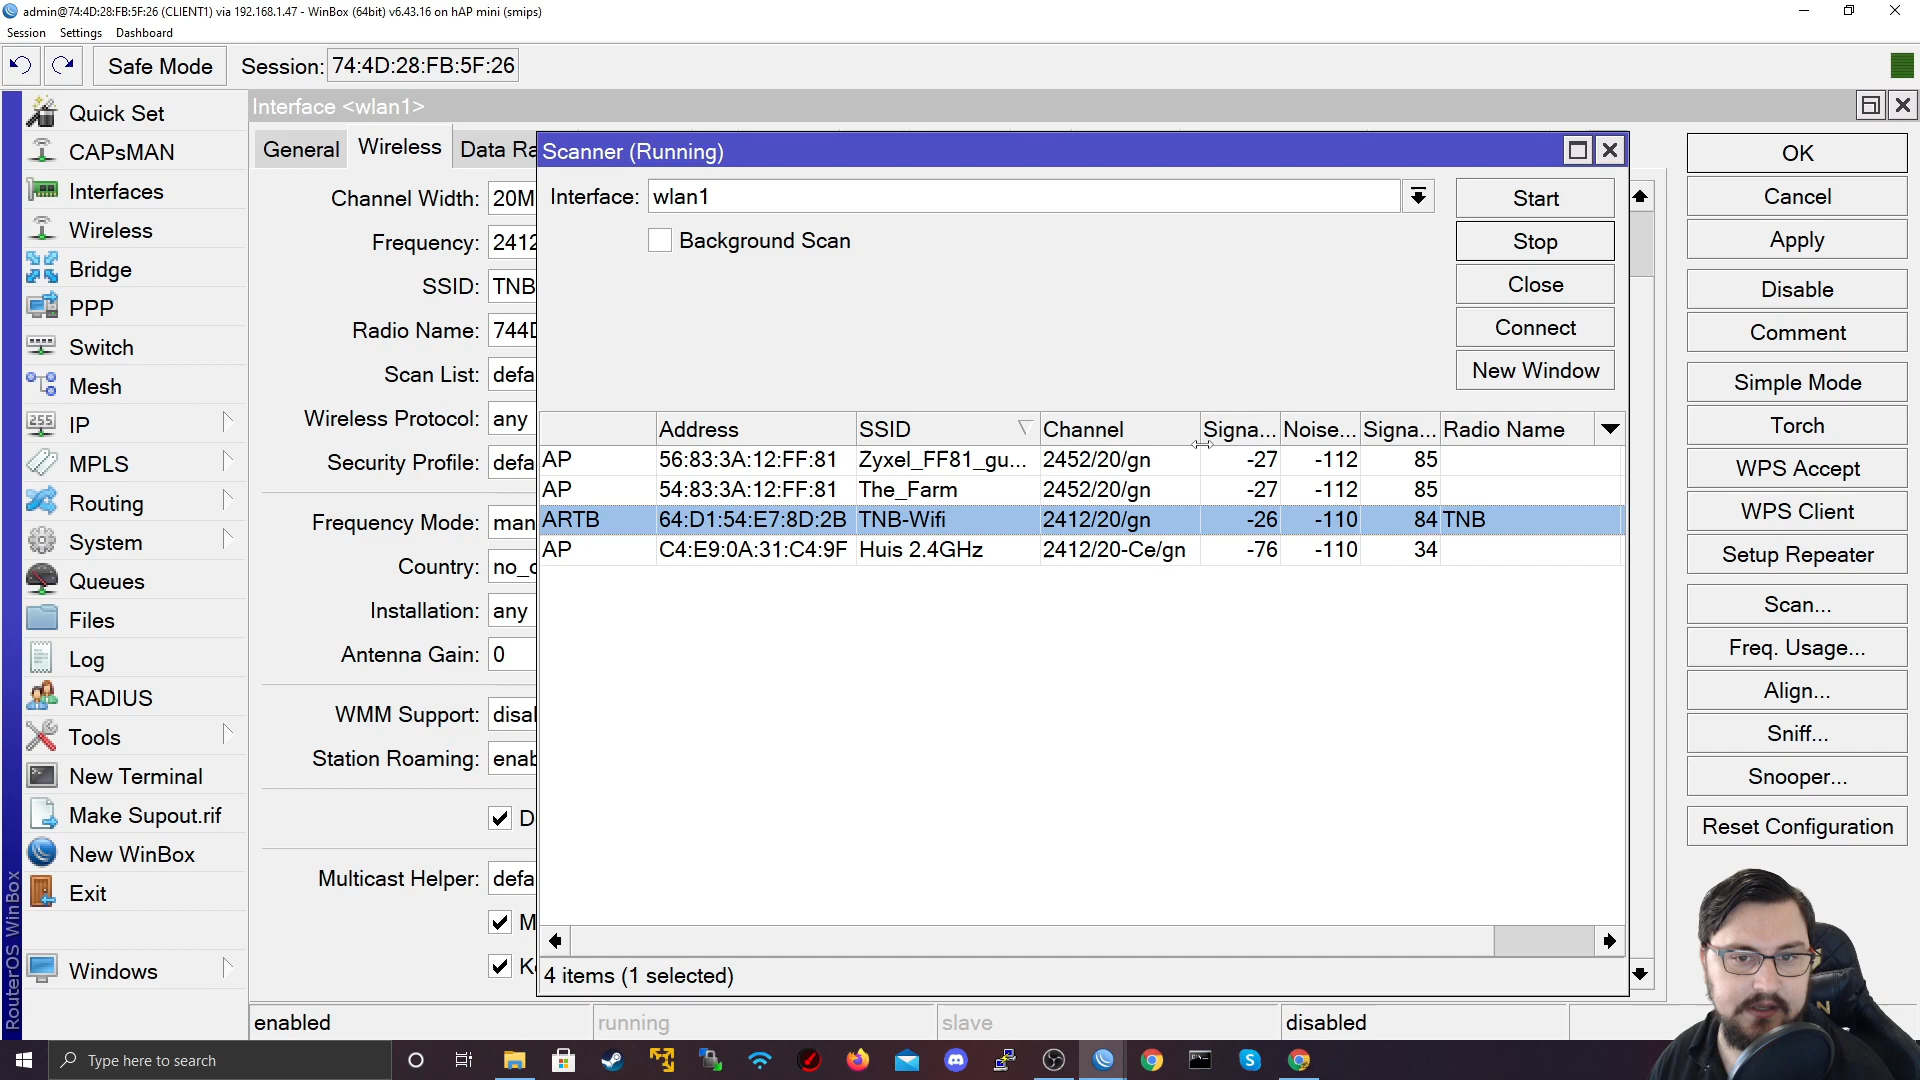 admin@74:4D:28:FB:5F:26 (CLIENT1) via 192.168.1.47 - WinBox (64bit) v6.43.16 on hAP mini (smips)
Session Settings Dashboard
Safe Mode Session: 74:4D:28:FB:5F:26
Quick Set
CAPsMAN
Interfaces
Wireless
Bridge
PPP
Switch
Mesh
IP
MPLS
Routing
System
Queues
Files
Log
RADIUS
Tools
New Terminal
Make Supout.rif
New WinBox
Exit
Windows
RouterOS WinBox
Interface <wlan1>
General Wireless Data Ra
Channel Width: 20M
Frequency: 2412
SSID: TNB
Radio Name: 744D
Scan List: defa
Wireless Protocol: any
Security Profile: defa
Frequency Mode: man
Country: no_c
Installation: any
Antenna Gain: 0
WMM Support: disal
Station Roaming: enab
D
Multicast Helper: defa
M
Ke
Scanner (Running)
Interface: wlan1
Background Scan
Start
Stop
Close
Connect
New Window
Address SSID Channel Signa... Noise... Signa... Radio Name
AP 56:83:3A:12:FF:81 Zyxel_FF81_gu... 2452/20/gn -27 -112 85
AP 54:83:3A:12:FF:81 The_Farm 2452/20/gn -27 -112 85
ARTB 64:D1:54:E7:8D:2B TNB-Wifi 2412/20/gn -26 -110 84 TNB
AP C4:E9:0A:31:C4:9F Huis 2.4GHz 2412/20-Ce/gn -76 -110 34
4 items (1 selected)
OK
Cancel
Apply
Disable
Comment
Simple Mode
Torch
WPS Accept
WPS Client
Setup Repeater
Scan...
Freq. Usage...
Align...
Sniff...
Snooper...
Reset Configuration
enabled running slave disabled
Type here to search